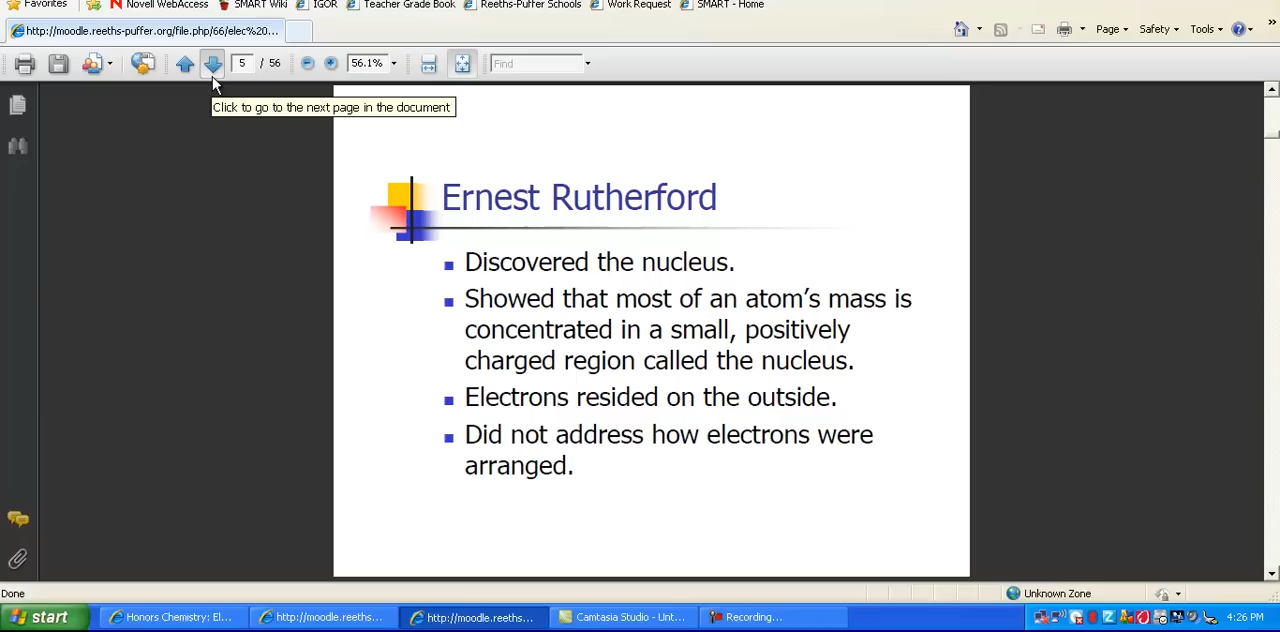 Favorites Novell WebAccess SMART Wiki IGOR Teacher Grade Book Reeths-Puffer Schools Work Request SMART - Home
http://moodle.reeths-puffer.org/file.php/66/elec%20... Page Safety Tools
5 / 56 56.1% Find
Click to go to the next page in the document
Ernest Rutherford
Discovered the nucleus.
Showed that most of an atom's mass is
concentrated in a small, positively
charged region called the nucleus.
Electrons resided on the outside.
Did not address how electrons were
arranged.
Done Unknown Zone
start Honors Chemistry: El... http://moodle.reeths... http://moodle.reeths... Camtasia Studio - Unt... Recording... 4:26 PM